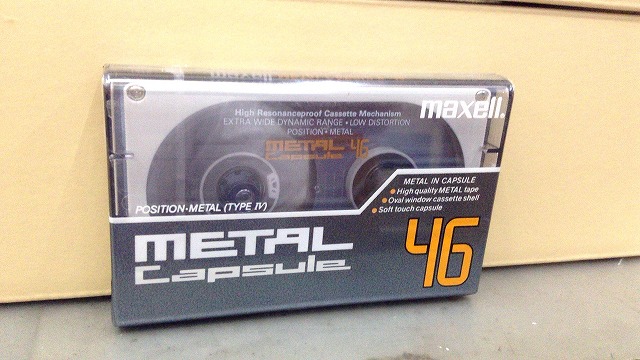 maxell.
High Resonanceproof Cassette Mechanism
EXTRA WIDE DYNAMIC RANGE • LOW DISTORTION
POSITION • METAL
METAL 46
Capsule
METAL IN CAPSULE
• High quality METAL tape
• Oval window cassette shell
• Soft touch capsule
POSITION•METAL (TYPE IV)
METAL
Capsule
46